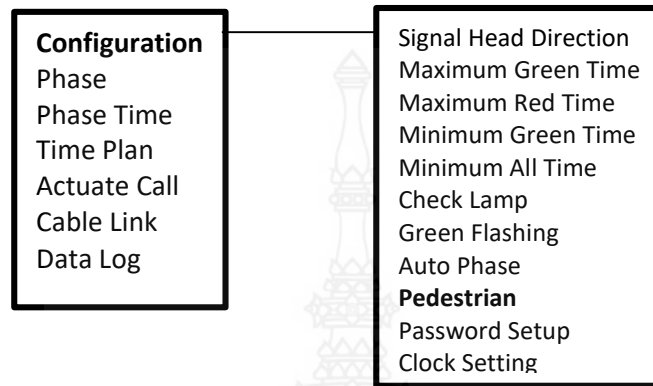 Configuration
Phase
Phase Time
Time Plan
Actuate Call
Cable Link
Data Log
Signal Head Direction
Maximum Green Time
Maximum Red Time
Minimum Green Time
Minimum All Time
Check Lamp
Green Flashing
Auto Phase
Pedestrian
Password Setup
Clock Setting